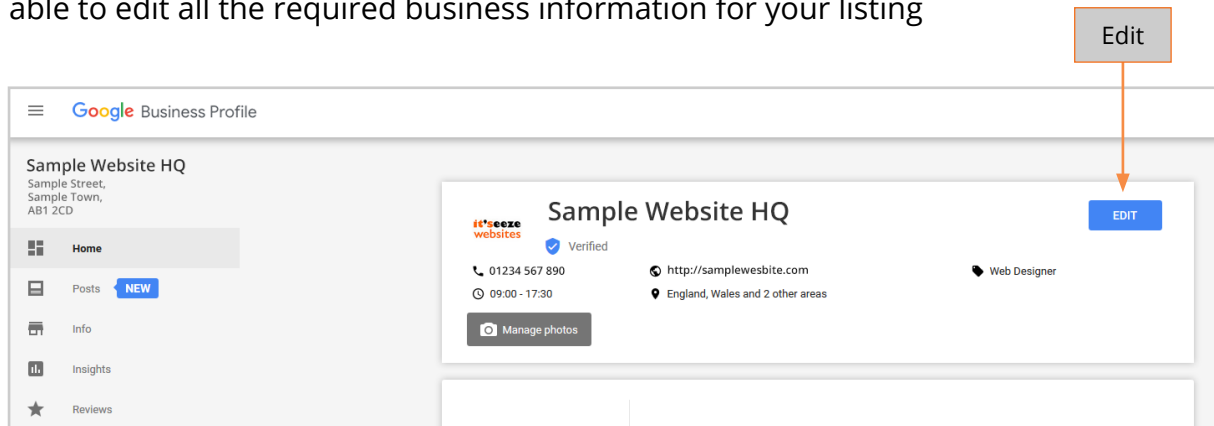 able to edit all the required business information for your listing
Edit
Google Business Profile
Sample Website HQ
Sample Street,
Sample Town,
AB1 2CD
Home
Posts NEW
Info
Insights
Reviews
it'seeze
websites
Sample Website HQ
EDIT
Verified
01234 567 890
http://samplewesbite.com
Web Designer
09:00 - 17:30
England, Wales and 2 other areas
Manage photos